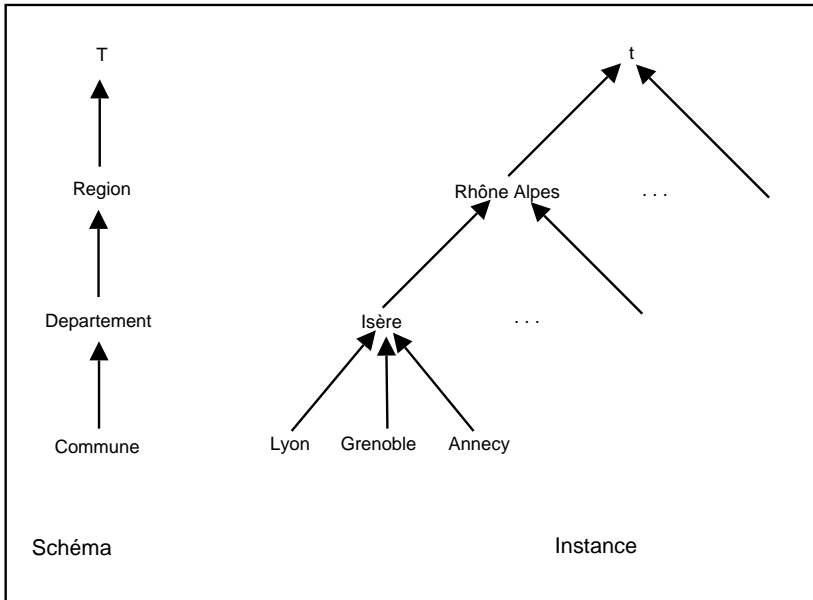 T
t
Region
Rhône Alpes
. . .
Departement
Isère
. . .
Commune
Lyon
Grenoble
Annecy
Schéma
Instance